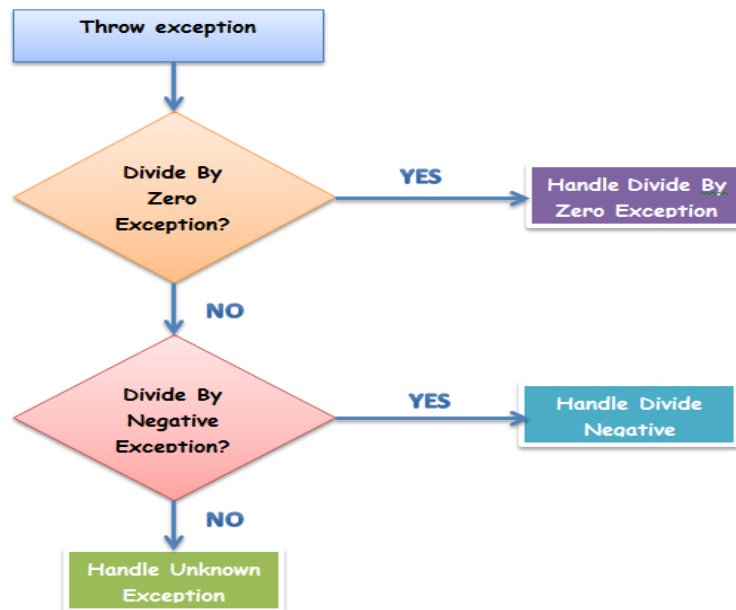 Throw exception
Divide By
Zero
Exception?
YES
Handle Divide By
Zero Exception
NO
Divide By
Negative
Exception?
YES
Handle Divide
Negative
NO
Handle Unknown
Exception